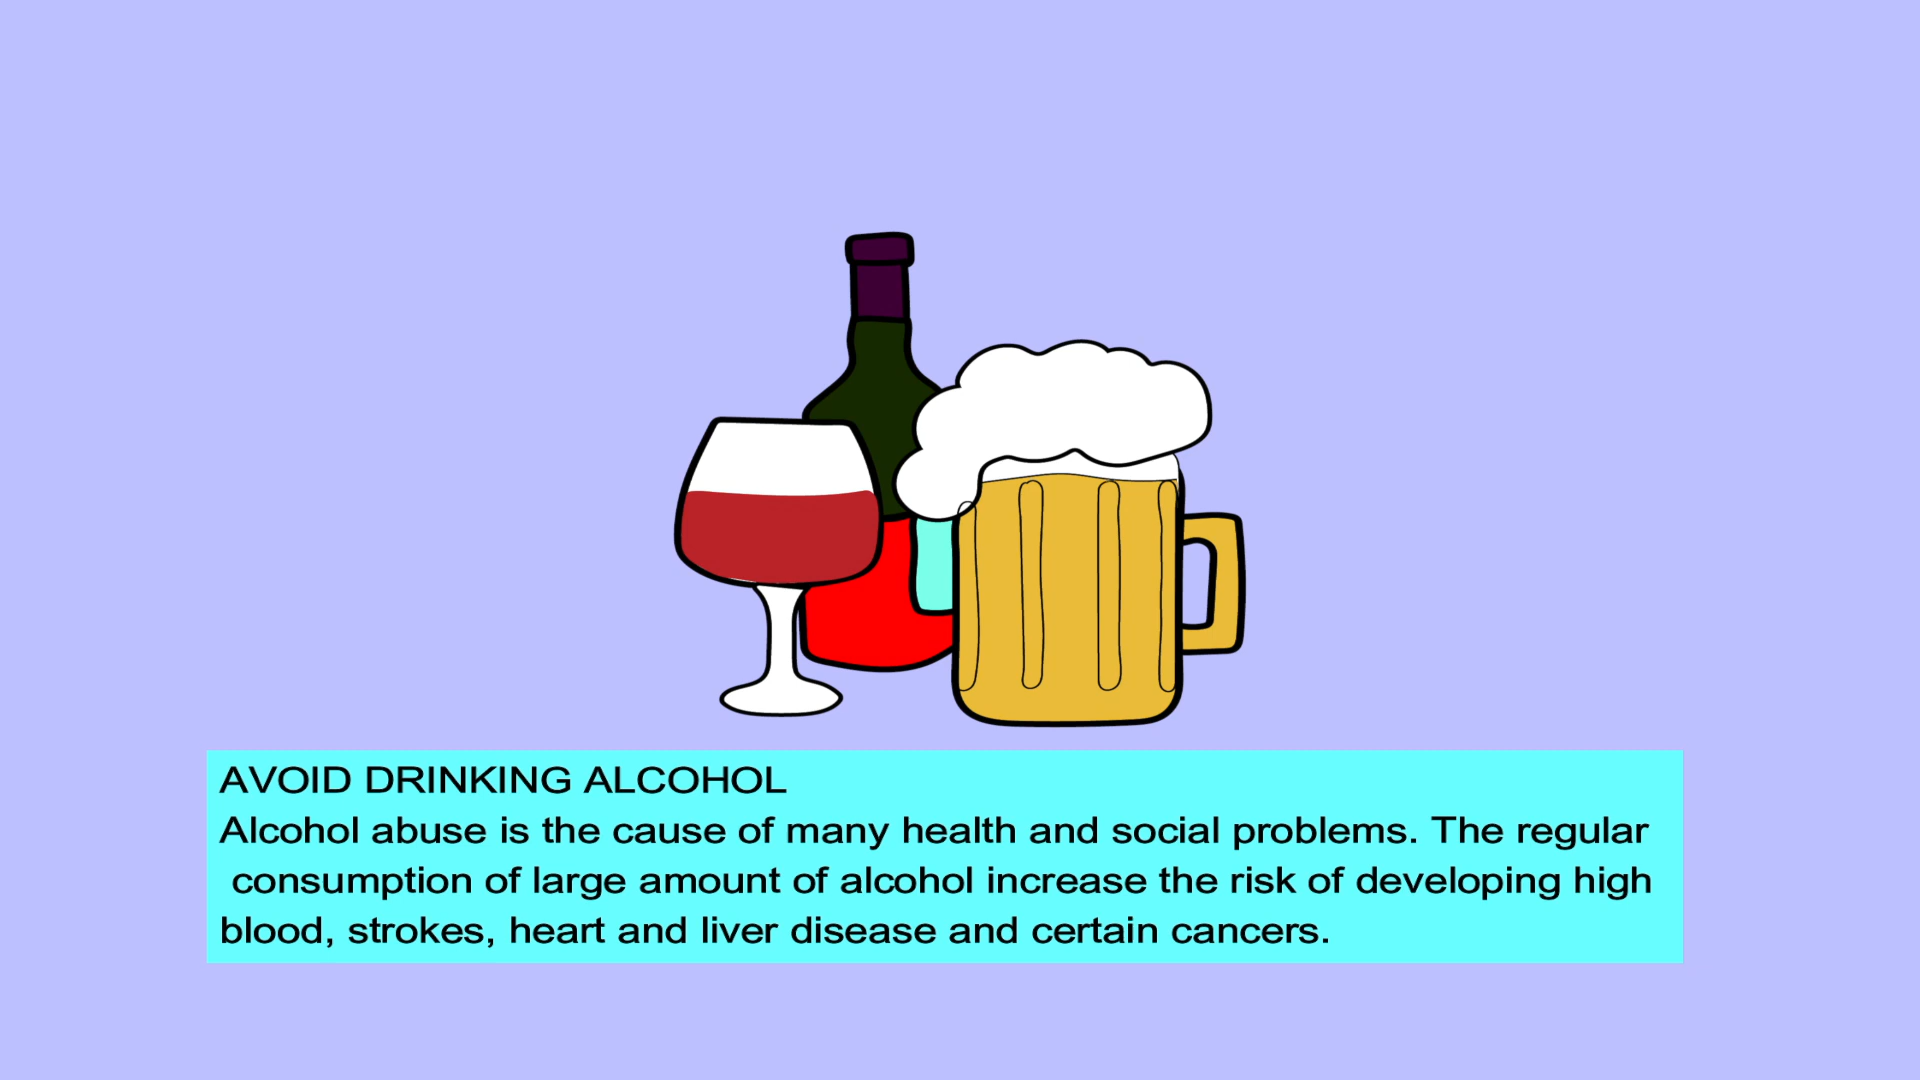 AVOID DRINKING ALCOHOL
Alcohol abuse is the cause of many health and social problems. The regular
consumption of large amount of alcohol increase the risk of developing high
blood, strokes, heart and liver disease and certain cancers.